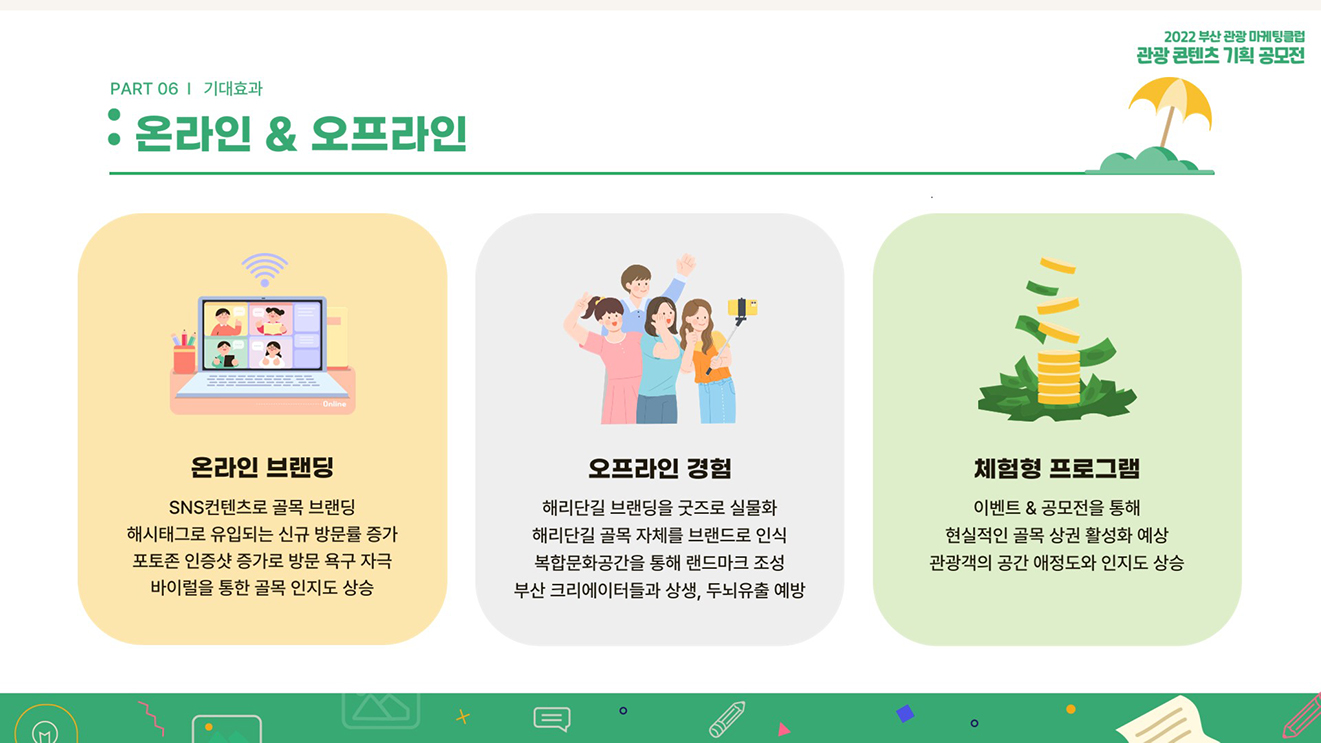 2022 부산 관광 마케팅클럽
관광 콘텐츠 기획 공모전
PART 06 I 기대효과
: 온라인 & 오프라인
Online
온라인 브랜딩
SNS컨텐츠로 골목 브랜딩
해시태그로 유입되는 신규 방문률 증가
포토존 인증샷 증가로 방문 욕구 자극
바이럴을 통한 골목 인지도 상승
오프라인 경험
해리단길 브랜딩을 굿즈로 실물화
해리단길 골목 자체를 브랜드로 인식
복합문화공간을 통해 랜드마크 조성
부산 크리에이터들과 상생, 두뇌유출 예방
체험형 프로그램
이벤트 & 공모전을 통해
현실적인 골목 상권 활성화 예상
관광객의 공간 애정도와 인지도 상승